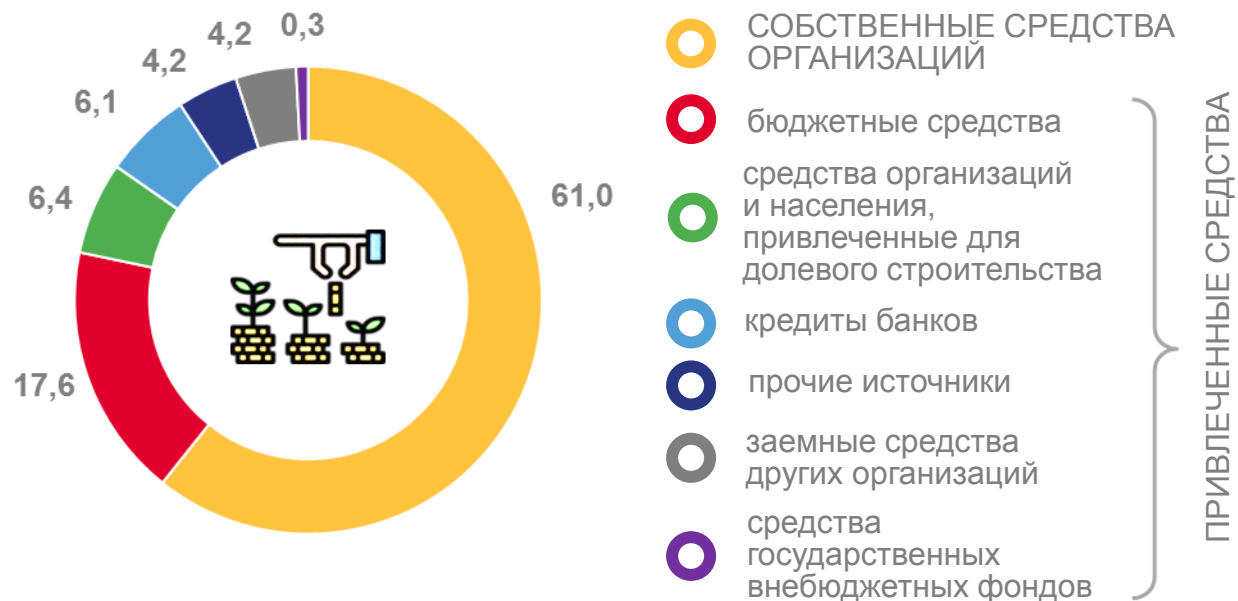 4,2
0,3
4,2
6,1
6,4
17,6
61,0
СОБСТВЕННЫЕ СРЕДСТВА
ОРГАНИЗАЦИЙ
бюджетные средства
средства организаций
и населения,
привлеченные для
долевого строительства
кредиты банков
прочие источники
заемные средства
других организаций
средства
государственных
внебюджетных фондов
ПРИВЛЕЧЕННЫЕ СРЕДСТВА